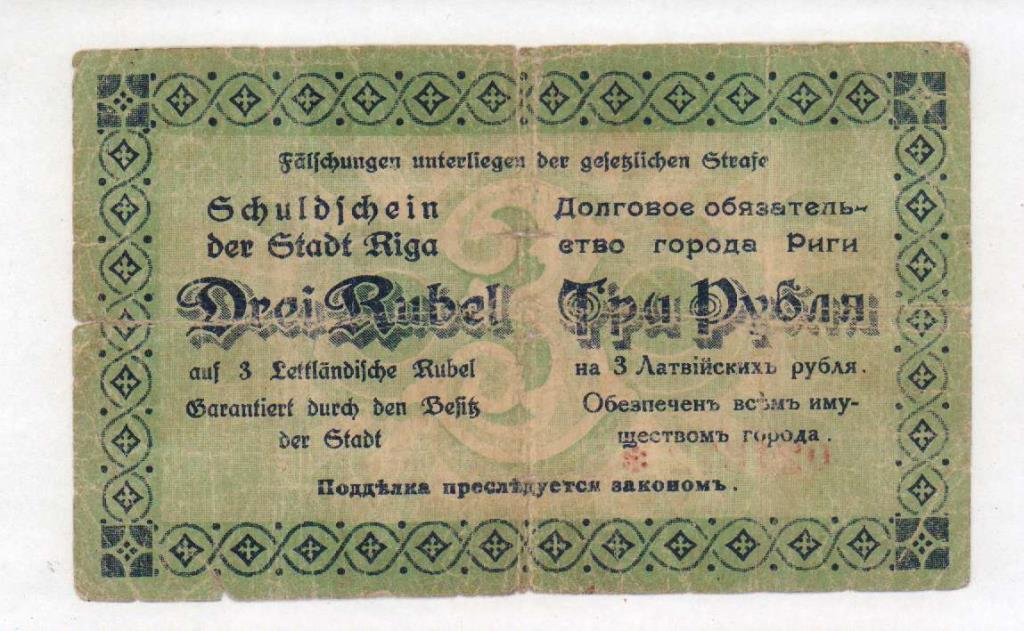 Fälschungen unterliegen der gesetzlichen Strafe
Schuldschein
der Stadt Riga
Drei Rubel
auf 3 Lettländische Rubel
Garantiert durch den Besitz
der Stadt
Долговое обязатель-
ство города Риги
Три Рубля
на 3 Латвійскихъ рубля.
Обезпеченъ всѣмъ иму-
ществомъ города.
Поддѣлка преслѣдуется закономъ.
3